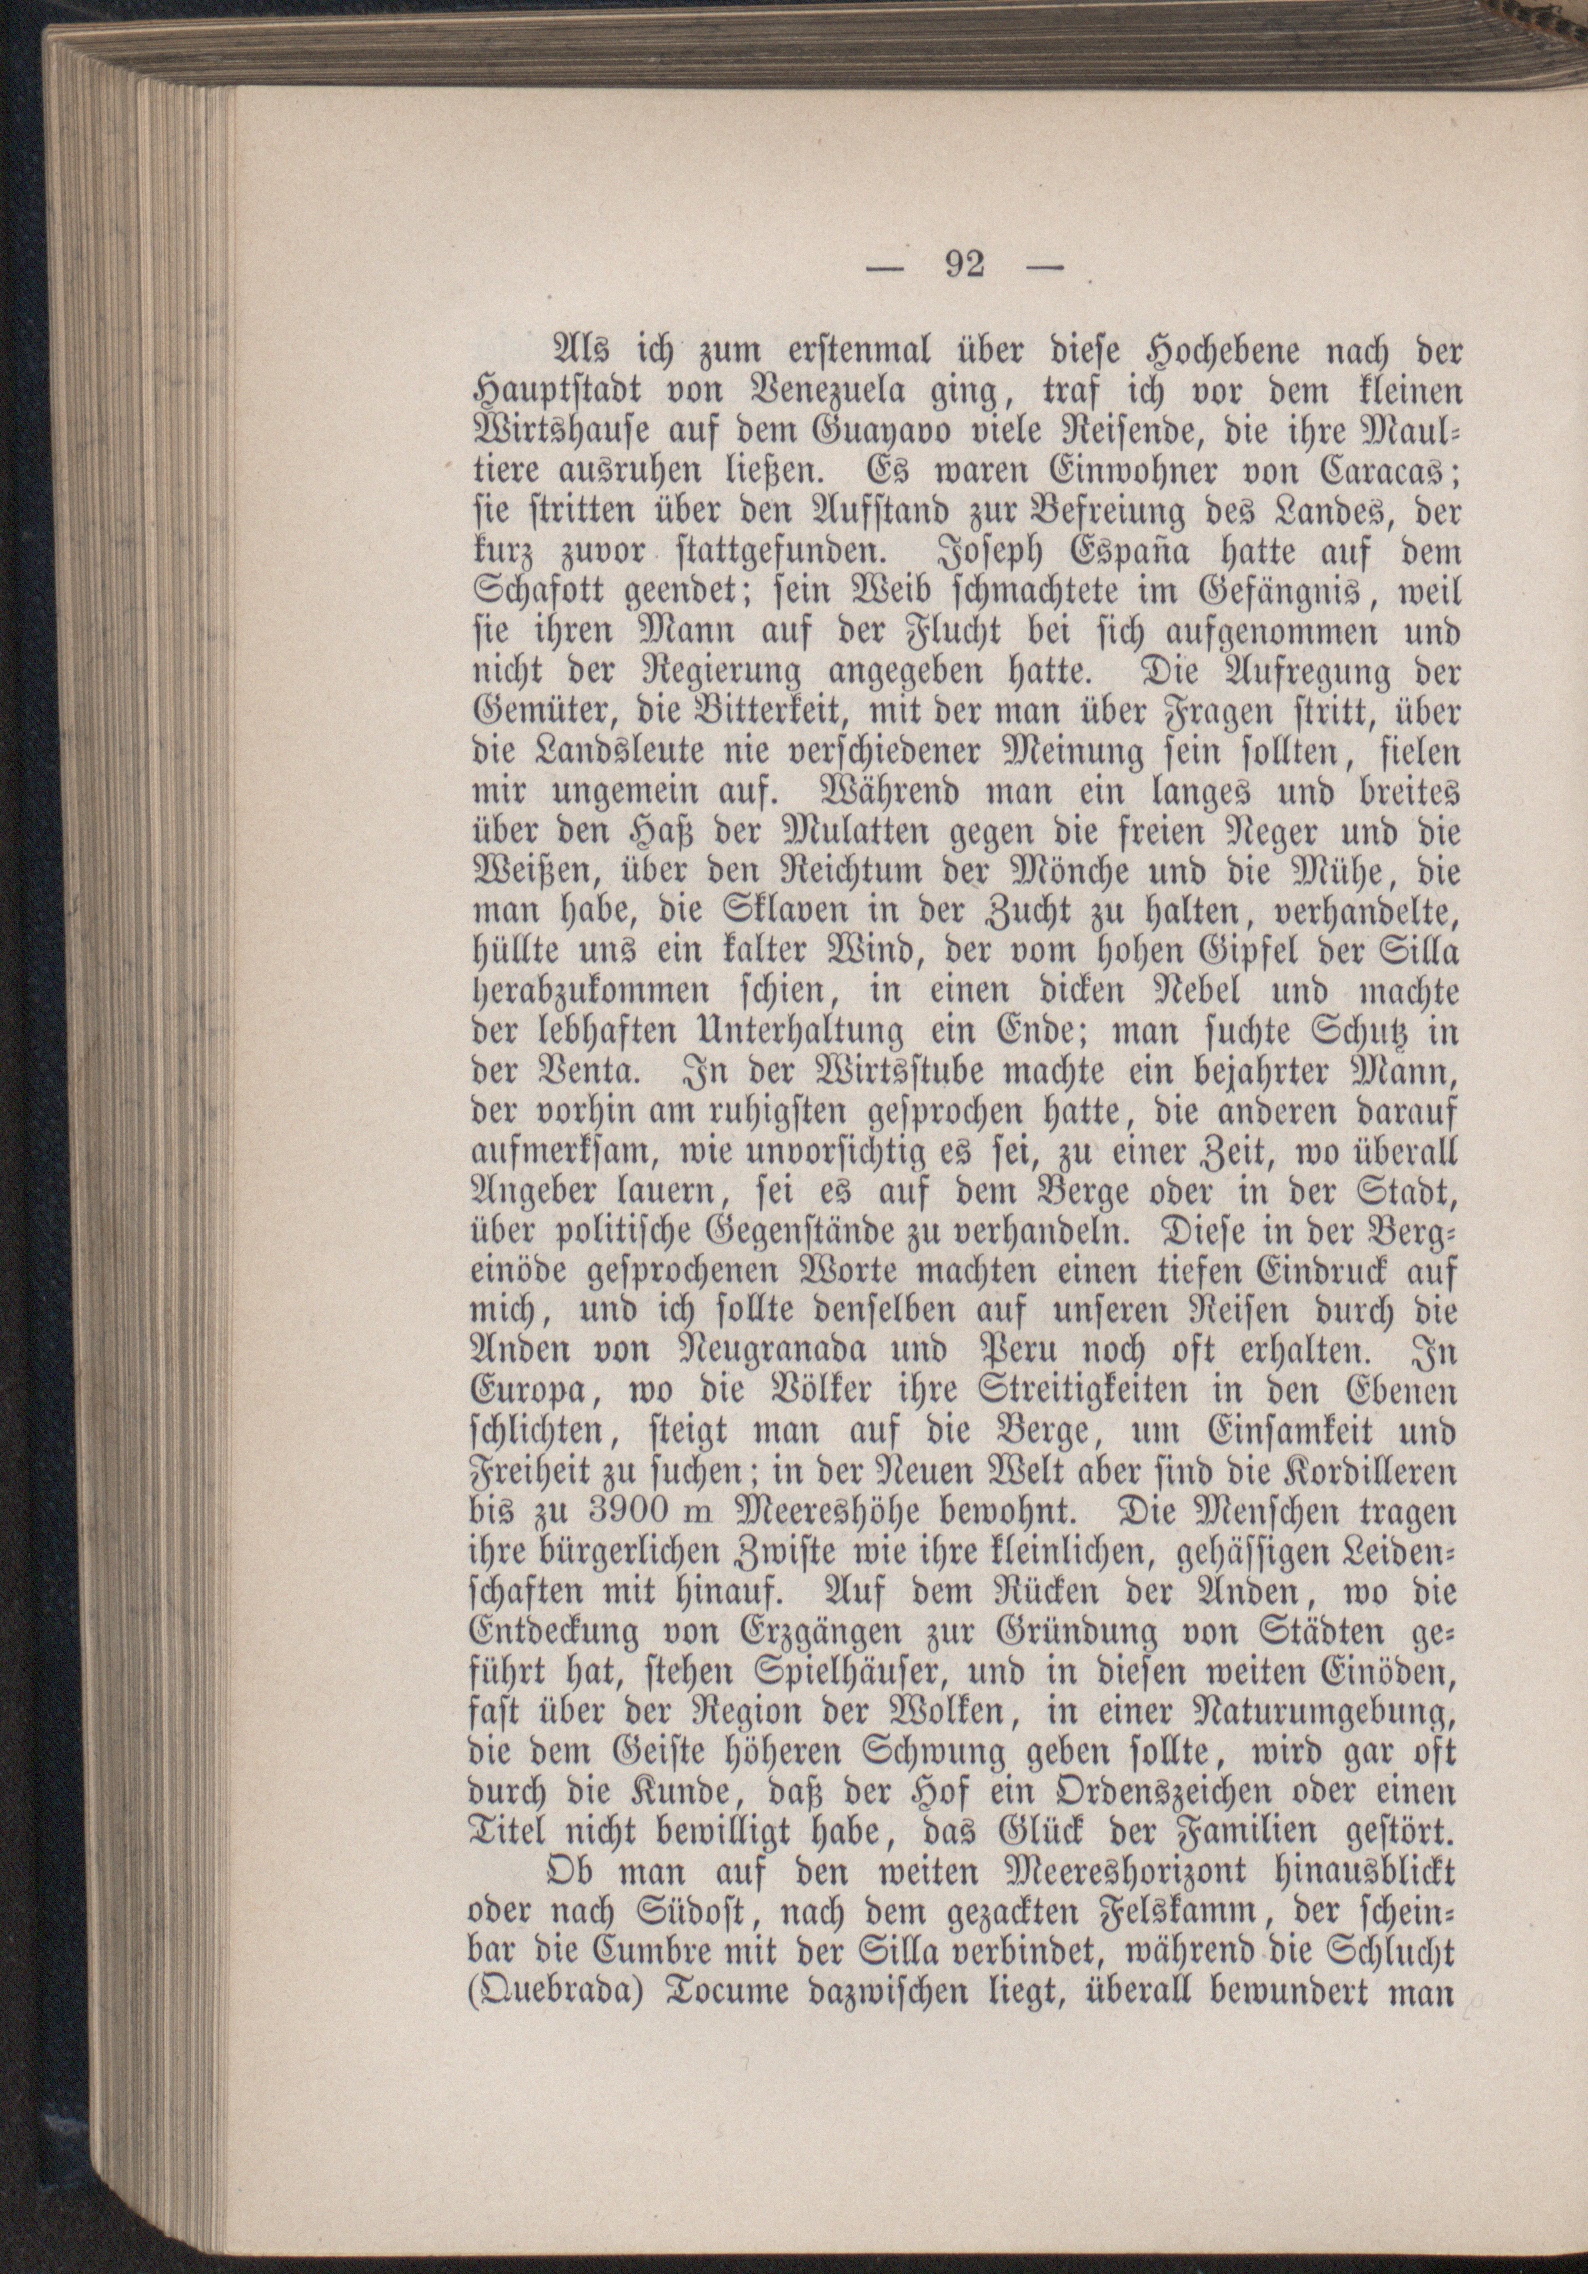 — 92 —
Als ich zum erstenmal über diese Hochebene nach der
Hauptstadt von Venezuela ging, traf ich vor dem kleinen
Wirtshause auf dem Guayavo viele Reisende, die ihre Maul-
tiere ausruhen ließen. Es waren Einwohner von Caracas;
sie stritten über den Aufstand zur Befreiung des Landes, der
kurz zuvor stattgefunden. Joseph España hatte auf dem
Schafott geendet; sein Weib schmachtete im Gefängnis, weil
sie ihren Mann auf der Flucht bei sich aufgenommen und
nicht der Regierung angegeben hatte. Die Aufregung der
Gemüter, die Bitterkeit, mit der man über Fragen stritt, über
die Landsleute nie verschiedener Meinung sein sollten, fielen
mir ungemein auf. Während man ein langes und breites
über den Haß der Mulatten gegen die freien Neger und die
Weißen, über den Reichtum der Mönche und die Mühe, die
man habe, die Sklaven in der Zucht zu halten, verhandelte,
hüllte uns ein kalter Wind, der vom hohen Gipfel der Silla
herabzukommen schien, in einen dicken Nebel und machte
der lebhaften Unterhaltung ein Ende; man suchte Schutz in
der Venta. In der Wirtsstube machte ein bejahrter Mann,
der vorhin am ruhigsten gesprochen hatte, die anderen darauf
aufmerksam, wie unvorsichtig es sei, zu einer Zeit, wo überall
Angeber lauern, sei es auf dem Berge oder in der Stadt,
über politische Gegenstände zu verhandeln. Diese in der Berg-
einöde gesprochenen Worte machten einen tiefen Eindruck auf
mich, und ich sollte denselben auf unseren Reisen durch die
Anden von Neugranada und Peru noch oft erhalten. In
Europa, wo die Völker ihre Streitigkeiten in den Ebenen
schlichten, steigt man auf die Berge, um Einsamkeit und
Freiheit zu suchen; in der Neuen Welt aber sind die Kordilleren
bis zu 3900 m Meereshöhe bewohnt. Die Menschen tragen
ihre bürgerlichen Zwiste wie ihre kleinlichen, gehässigen Leiden-
schaften mit hinauf. Auf dem Rücken der Anden, wo die
Entdeckung von Erzgängen zur Gründung von Städten ge-
führt hat, stehen Spielhäuser, und in diesen weiten Einöden,
fast über der Region der Wolken, in einer Naturumgebung,
die dem Geiste höheren Schwung geben sollte, wird gar oft
durch die Kunde, daß der Hof ein Ordenszeichen oder einen
Titel nicht bewilligt habe, das Glück der Familien gestört.
Ob man auf den weiten Meereshorizont hinausblickt
oder nach Südost, nach dem gezackten Felskamm, der schein-
bar die Cumbre mit der Silla verbindet, während die Schlucht
(Quebrada) Tocume dazwischen liegt, überall bewundert man